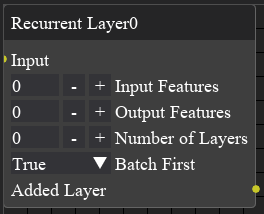 Recurrent Layer0
Input
0 - + Input Features
0 - + Output Features
0 - + Number of Layers
True ▼ Batch First
Added Layer